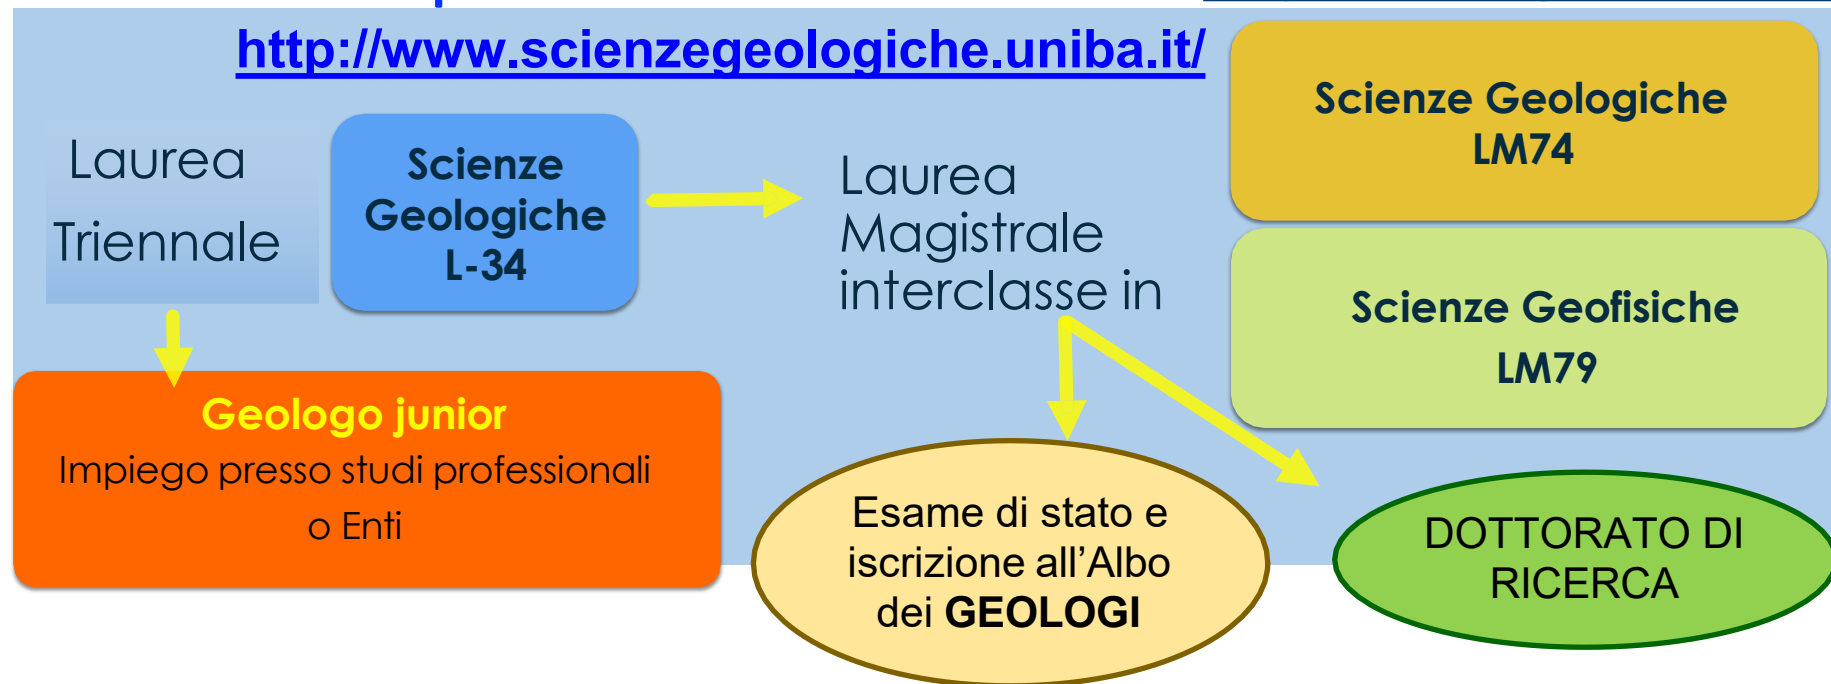 http://www.scienzegeologiche.uniba.it/
Laurea
Triennale
Scienze
Geologiche
L-34
Laurea
Magistrale
interclasse in
Scienze Geologiche
LM74
Scienze Geofisiche
LM79
Geologo junior
Impiego presso studi professionali
o Enti
Esame di stato e
iscrizione all’Albo
dei GEOLOGI
DOTTORATO DI
RICERCA